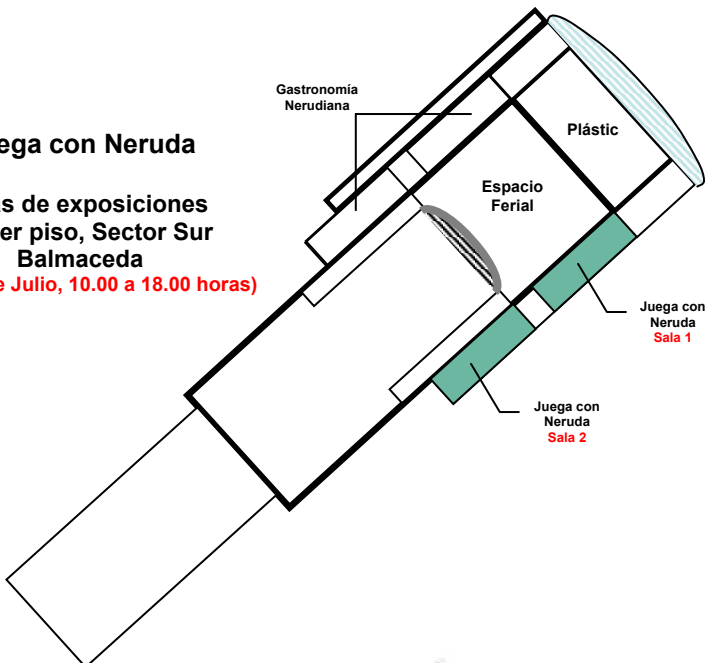 ega con Neruda
s de exposiciones
er piso, Sector Sur
Balmaceda
e Julio, 10.00 a 18.00 horas)
Gastronomía
Nerudiana
Plástic
Espacio
Ferial
Juega con
Neruda
Sala 1
Juega con
Neruda
Sala 2